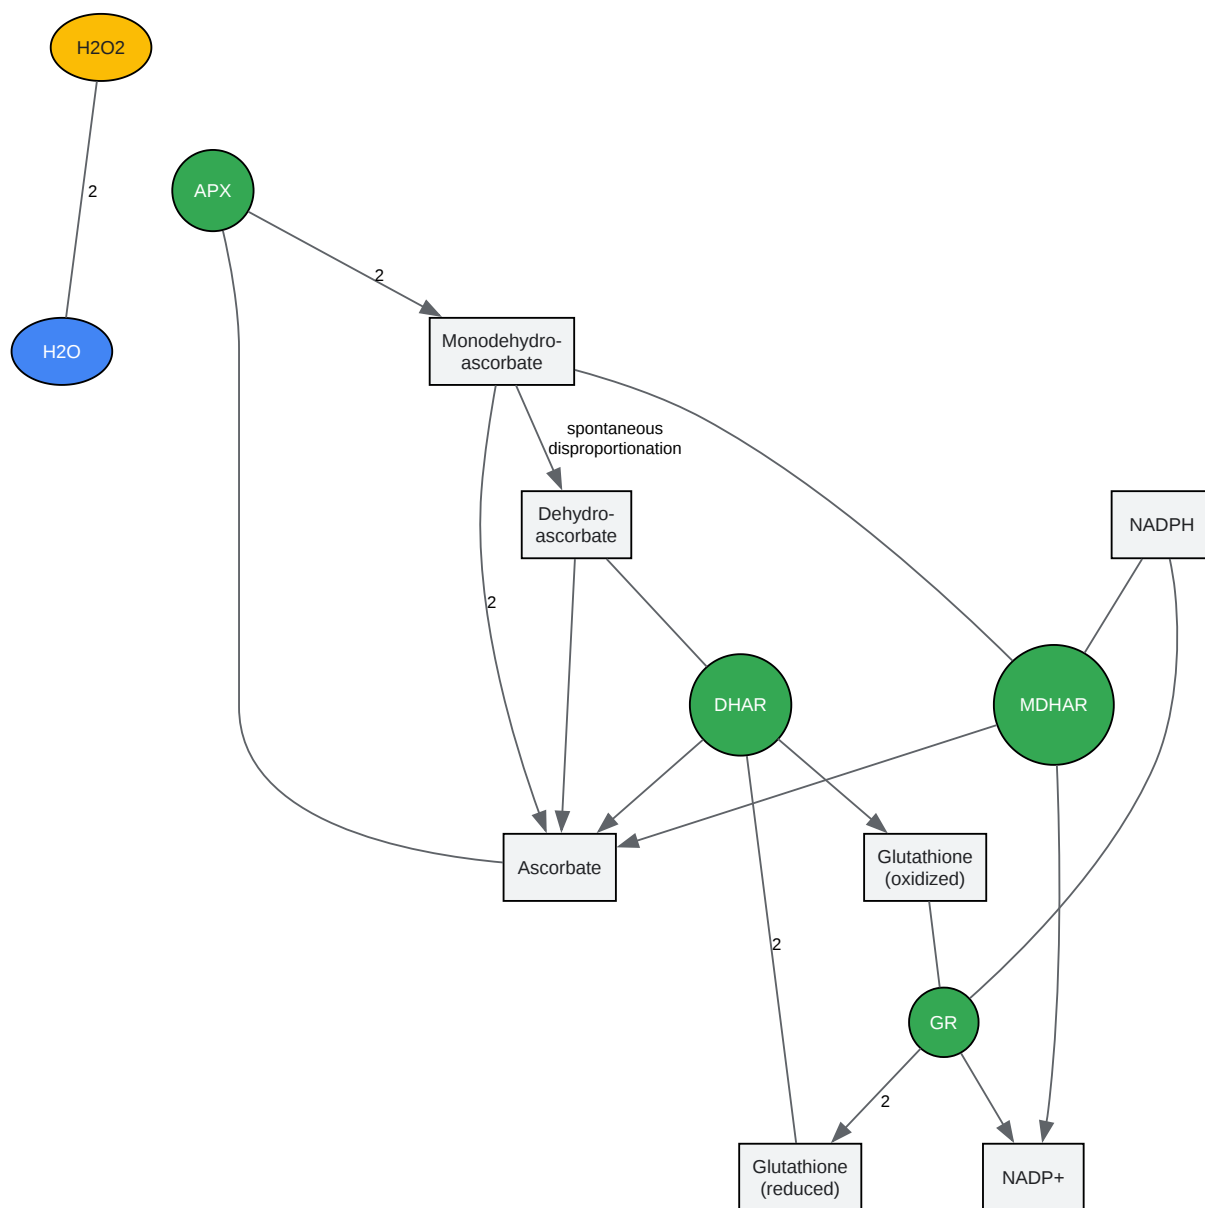 H2O2
2
APX
2
H2O
Monodehydro-
ascorbate
spontaneous
disproportionation
Dehydro-
ascorbate
NADPH
2
DHAR
MDHAR
Ascorbate
Glutathione
(oxidized)
2
GR
2
Glutathione
(reduced)
NADP+